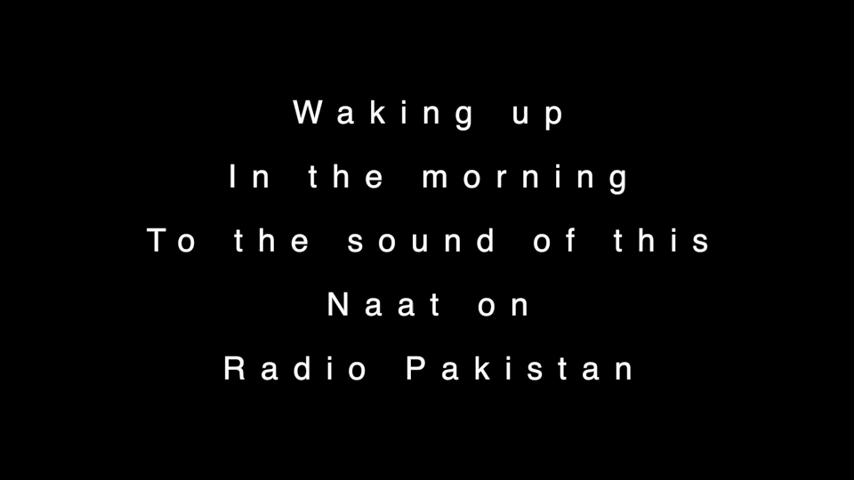 Waking up
In the morning
To the sound of this
Naat on
Radio Pakistan